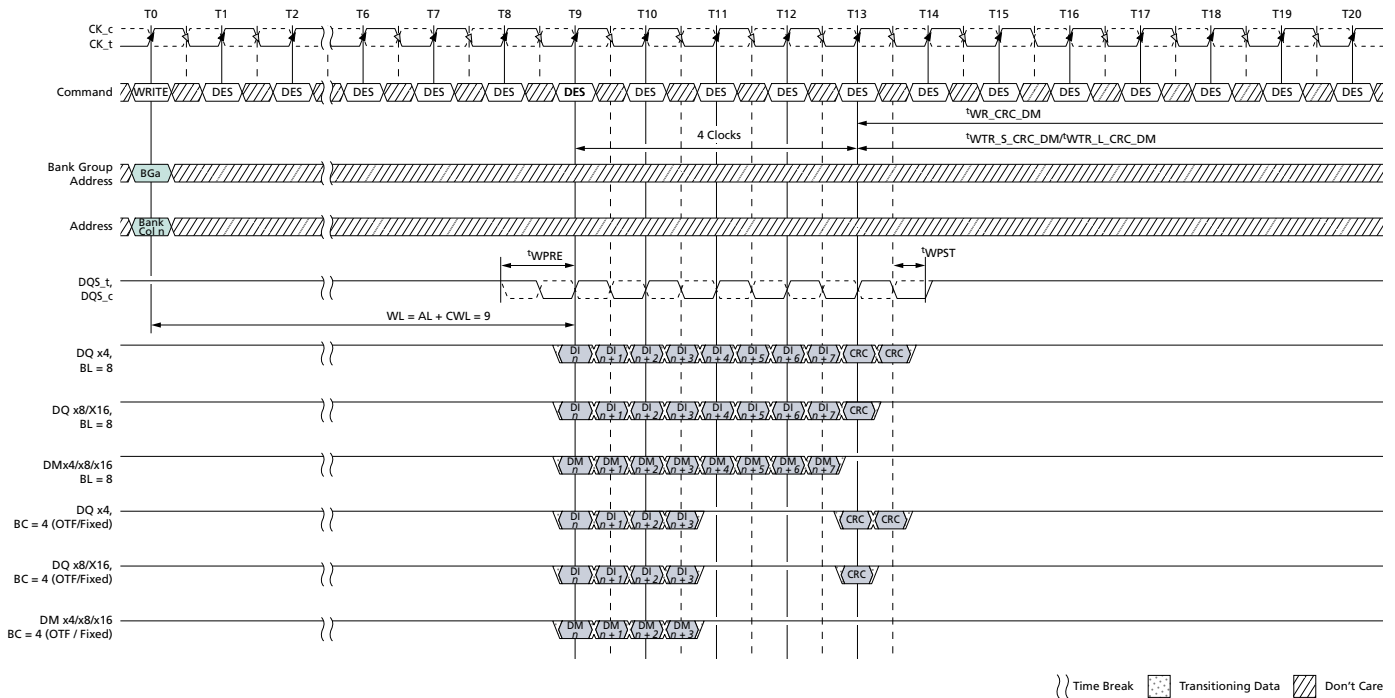 T0 T1 T2 T6 T7 T8 T9 T10 T11 T12 T13 T14 T15 T16 T17 T18 T19 T20
CK_c
CK_t
Command WRITE DES DES DES DES DES DES DES DES DES DES DES DES DES DES DES DES DES
tWR_CRC_DM
4 Clocks tWTR_S_CRC_DM/tWTR_L_CRC_DM
Bank Group
Address
BGa
Address
Bank
Col n
tWPRE tWPST
DQS_t,
DQS_c
WL = AL + CWL = 9
DQ x4,
BL = 8
DI DI DI DI DI DI DI DI CRC CRC
n n + 1 n + 2 n + 3 n + 4 n + 5 n + 6 n + 7
DQ x8/X16,
BL = 8
DI DI DI DI DI DI DI DI CRC
n n + 1 n + 2 n + 3 n + 4 n + 5 n + 6 n + 7
DMx4/x8/x16
BL = 8
DM DM DM DM DM DM DM DM
n n + 1 n + 2 n + 3 n + 4 n + 5 n + 6 n + 7
DQ x4,
BC = 4 (OTF/Fixed)
DI DI DI DI CRC CRC
n n + 1 n + 2 n + 3
DQ x8/X16,
BC = 4 (OTF/Fixed)
DI DI DI DI CRC
n n + 1 n + 2 n + 3
DM x4/x8/x16
BC = 4 (OTF / Fixed)
DM DM DM DM
n n + 1 n + 2 n + 3
Time Break Transitioning Data Don't Care